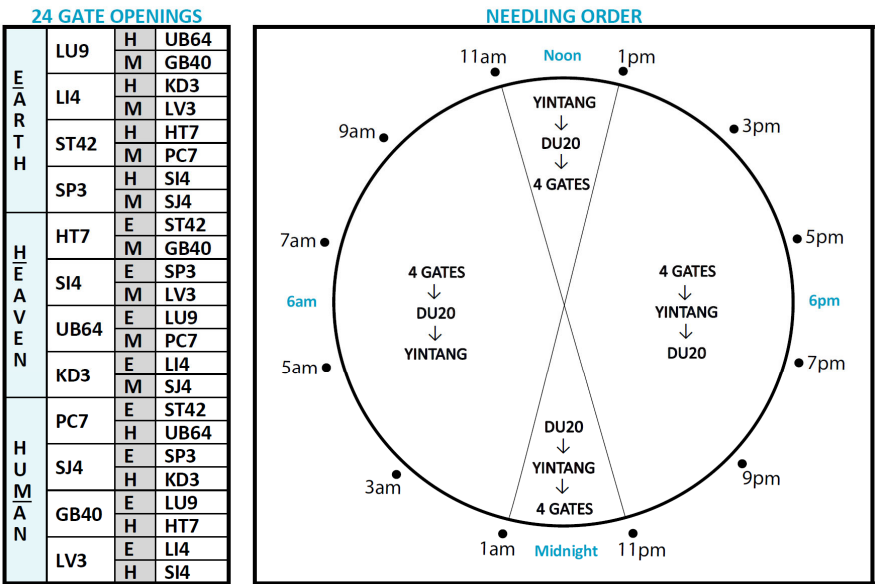 24 GATE OPENINGS
EARTH
LU9
H UB64
M GB40
LI4
H KD3
M LV3
ST42
H HT7
M PC7
SP3
H SI4
M SJ4
HEAVEN
HT7
E ST42
M GB40
SI4
E SP3
M LV3
UB64
E LU9
M PC7
KD3
E LI4
M SJ4
HUMAN
PC7
E ST42
H UB64
SJ4
E SP3
H KD3
GB40
E LU9
H HT7
LV3
E LI4
H SI4
NEEDLING ORDER
11am Noon 1pm
YINTANG
↓
DU20
↓
4 GATES
9am
3pm
7am
5pm
6am
6pm
4 GATES
↓
DU20
↓
YINTANG
4 GATES
↓
YINTANG
↓
DU20
5am
7pm
DU20
↓
YINTANG
↓
4 GATES
3am
9pm
1am Midnight 11pm